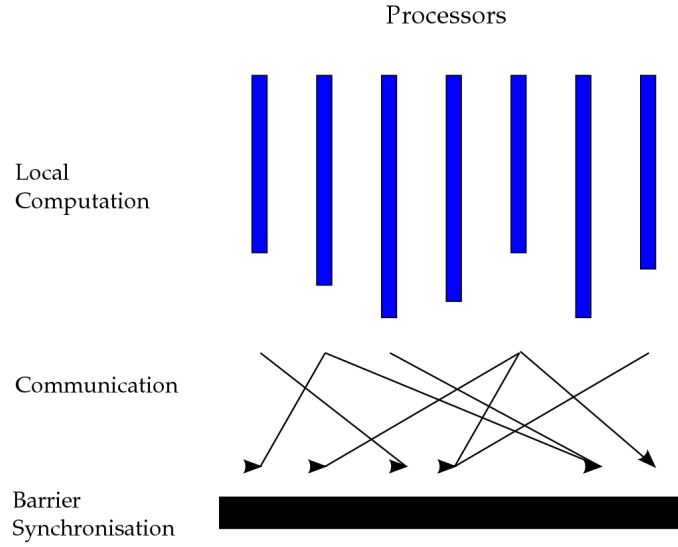 Processors
Local
Computation
Communication
Barrier
Synchronisation